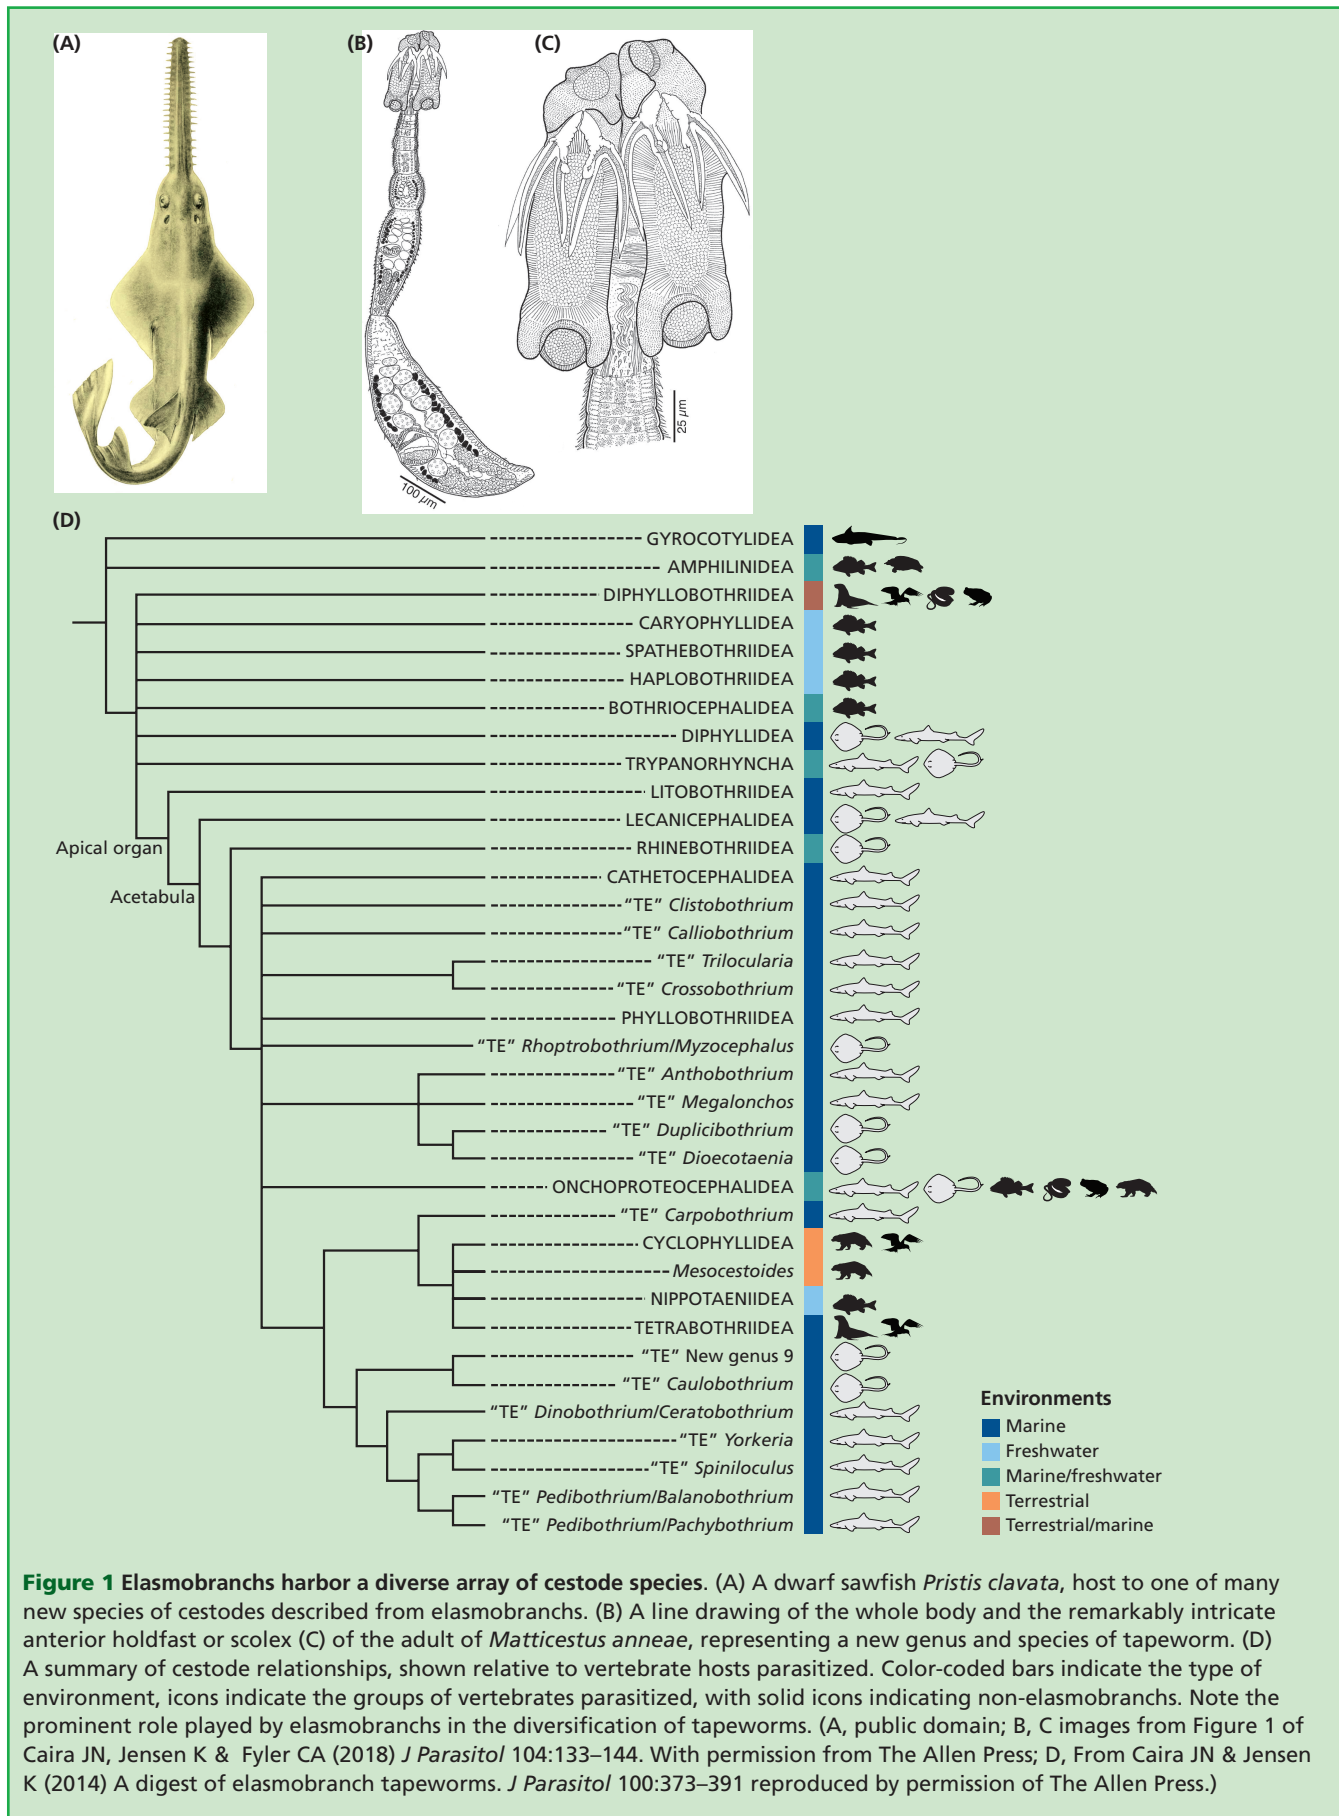 (A)
(B)
(C)
25 µm
100 µm
(D)
GYROCOTYLIDEA
AMPHILINIDEA
DIPHYLLOBOTHRIIDEA
CARYOPHYLLIDEA
SPATHEBOTHRIIDEA
HAPLOBOTHRIIDEA
BOTHRIOCEPHALIDEA
DIPHYLLIDEA
TRYPANORHYNCHA
LITOBOTHRIIDEA
LECANICEPHALIDEA
Apical organ
RHINEBOTHRIIDEA
CATHETOCEPHALIDEA
Acetabula
"TE" Clistobothrium
"TE" Calliobothrium
"TE" Trilocularia
"TE" Crossobothrium
PHYLLOBOTHRIIDEA
"TE" Rhoptrobothrium/Myzocephalus
"TE" Anthobothrium
"TE" Megalonchos
"TE" Duplicibothrium
"TE" Dioecotaenia
ONCHOPROTEOCEPHALIDEA
"TE" Carpobothrium
CYCLOPHYLLIDEA
Mesocestoides
NIPPOTAENIIDEA
TETRABOTHRIIDEA
"TE" New genus 9
"TE" Caulobothrium
"TE" Dinobothrium/Ceratobothrium
"TE" Yorkeria
"TE" Spiniloculus
"TE" Pedibothrium/Balanobothrium
"TE" Pedibothrium/Pachybothrium
Environments
Marine
Freshwater
Marine/freshwater
Terrestrial
Terrestrial/marine
Figure 1 Elasmobranchs harbor a diverse array of cestode species. (A) A dwarf sawfish Pristis clavata, host to one of many
new species of cestodes described from elasmobranchs. (B) A line drawing of the whole body and the remarkably intricate
anterior holdfast or scolex (C) of the adult of Matticestus anneae, representing a new genus and species of tapeworm. (D)
A summary of cestode relationships, shown relative to vertebrate hosts parasitized. Color-coded bars indicate the type of
environment, icons indicate the groups of vertebrates parasitized, with solid icons indicating non-elasmobranchs. Note the
prominent role played by elasmobranchs in the diversification of tapeworms. (A, public domain; B, C images from Figure 1 of
Caira JN, Jensen K & Fyler CA (2018) J Parasitol 104:133–144. With permission from The Allen Press; D, From Caira JN & Jensen
K (2014) A digest of elasmobranch tapeworms. J Parasitol 100:373–391 reproduced by permission of The Allen Press.)